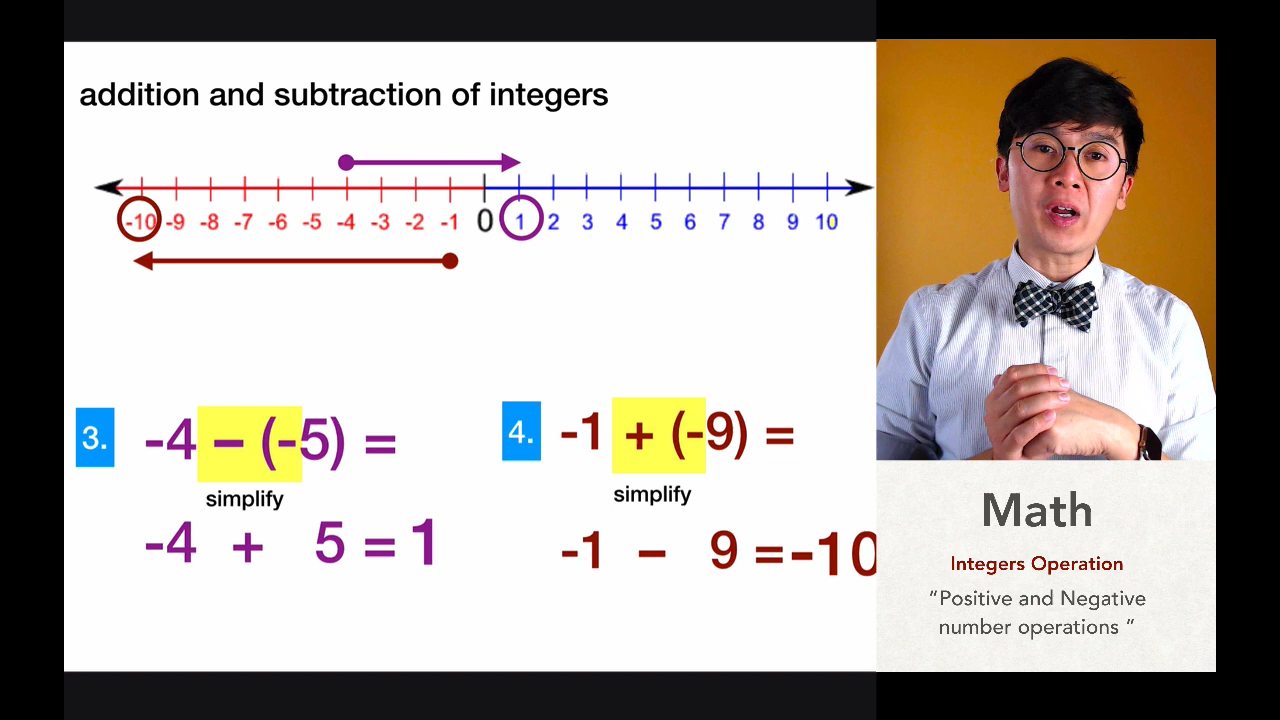 addition and subtraction of integers
-10 -9 -8 -7 -6 -5 -4 -3 -2 -1 0 1 2 3 4 5 6 7 8 9 10
3. -4 – (-5) =
simplify
-4 + 5 = 1
4. -1 + (-9) =
simplify
-1 – 9 = -10
Math
Integers Operation
“Positive and Negative
number operations ”